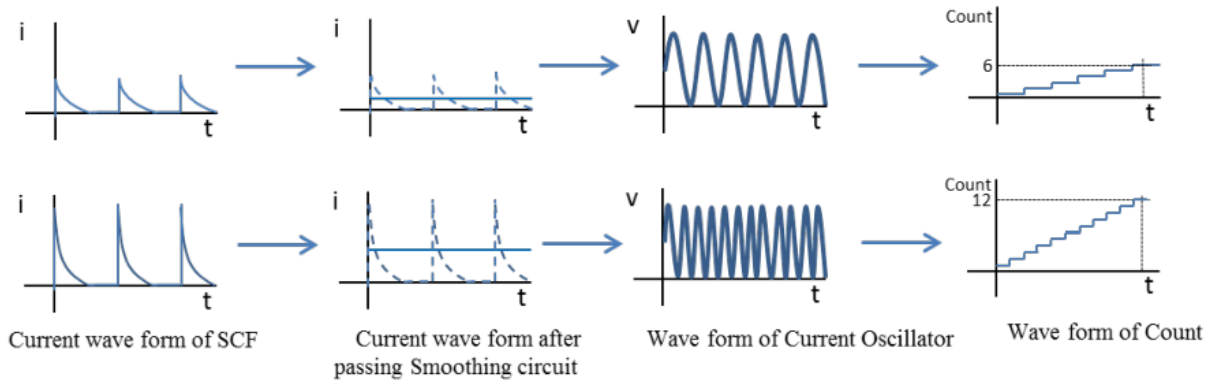 i
t
i
t
v
t
Count
6
t
i
t
i
t
v
t
Count
12
t
Current wave form of SCF
Current wave form after
passing Smoothing circuit
Wave form of Current Oscillator
Wave form of Count